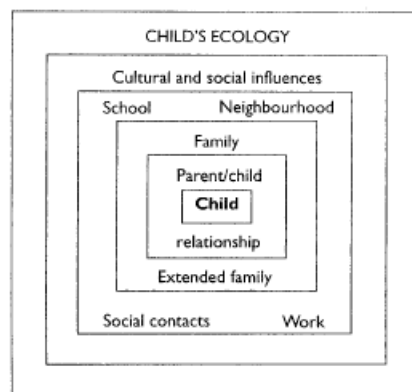 CHILD'S ECOLOGY
Cultural and social influences
School Neighbourhood
Family
Parent/child
Child
relationship
Extended family
Social contacts Work